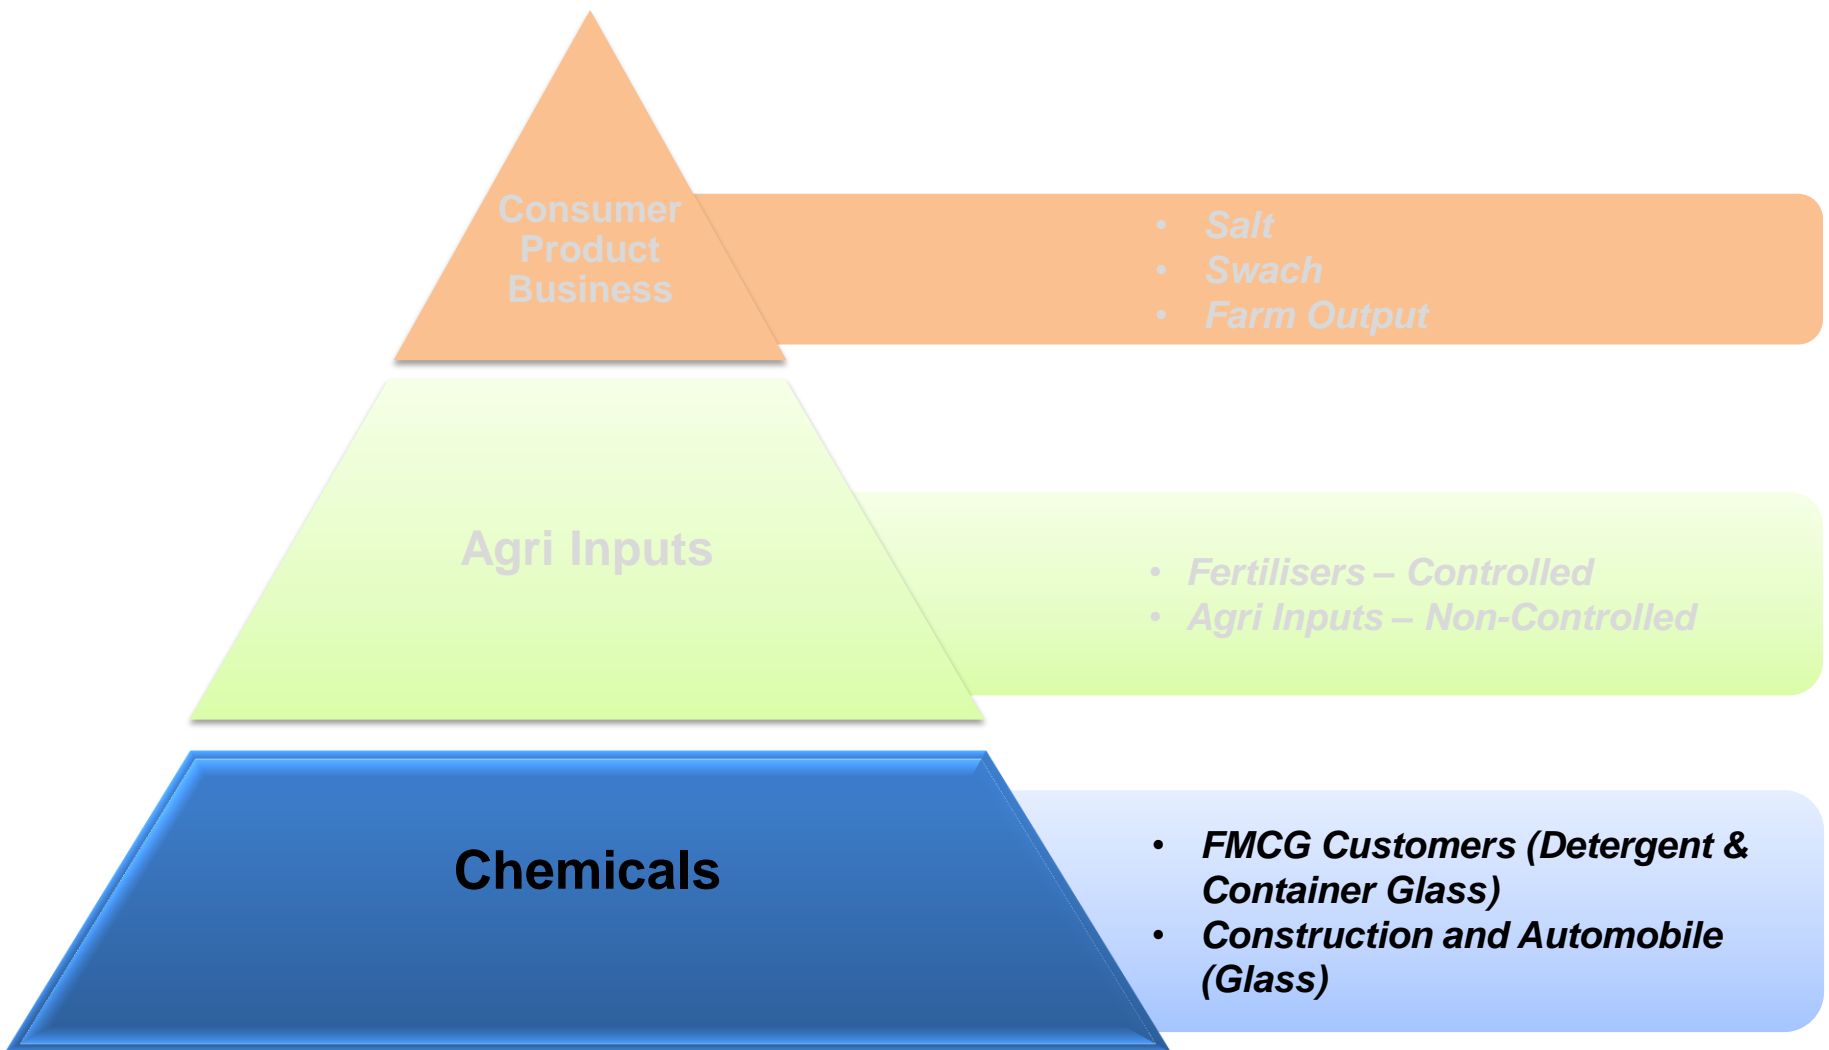 Consumer
Product
Business
• Salt
• Swach
• Farm Output
Agri Inputs
• Fertilisers – Controlled
• Agri Inputs – Non-Controlled
Chemicals
• FMCG Customers (Detergent &
Container Glass)
• Construction and Automobile
(Glass)